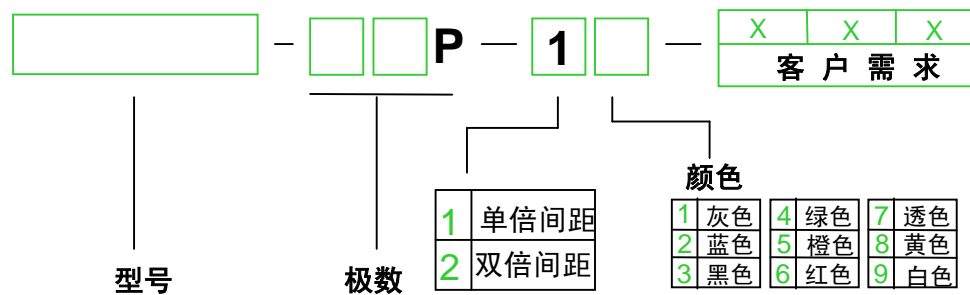 — P — 1 — X X X
客户需求
颜色
1 单倍间距
2 双倍间距
1 灰色 4 绿色 7 透色
2 蓝色 5 橙色 8 黄色
3 黑色 6 红色 9 白色
型号 极数